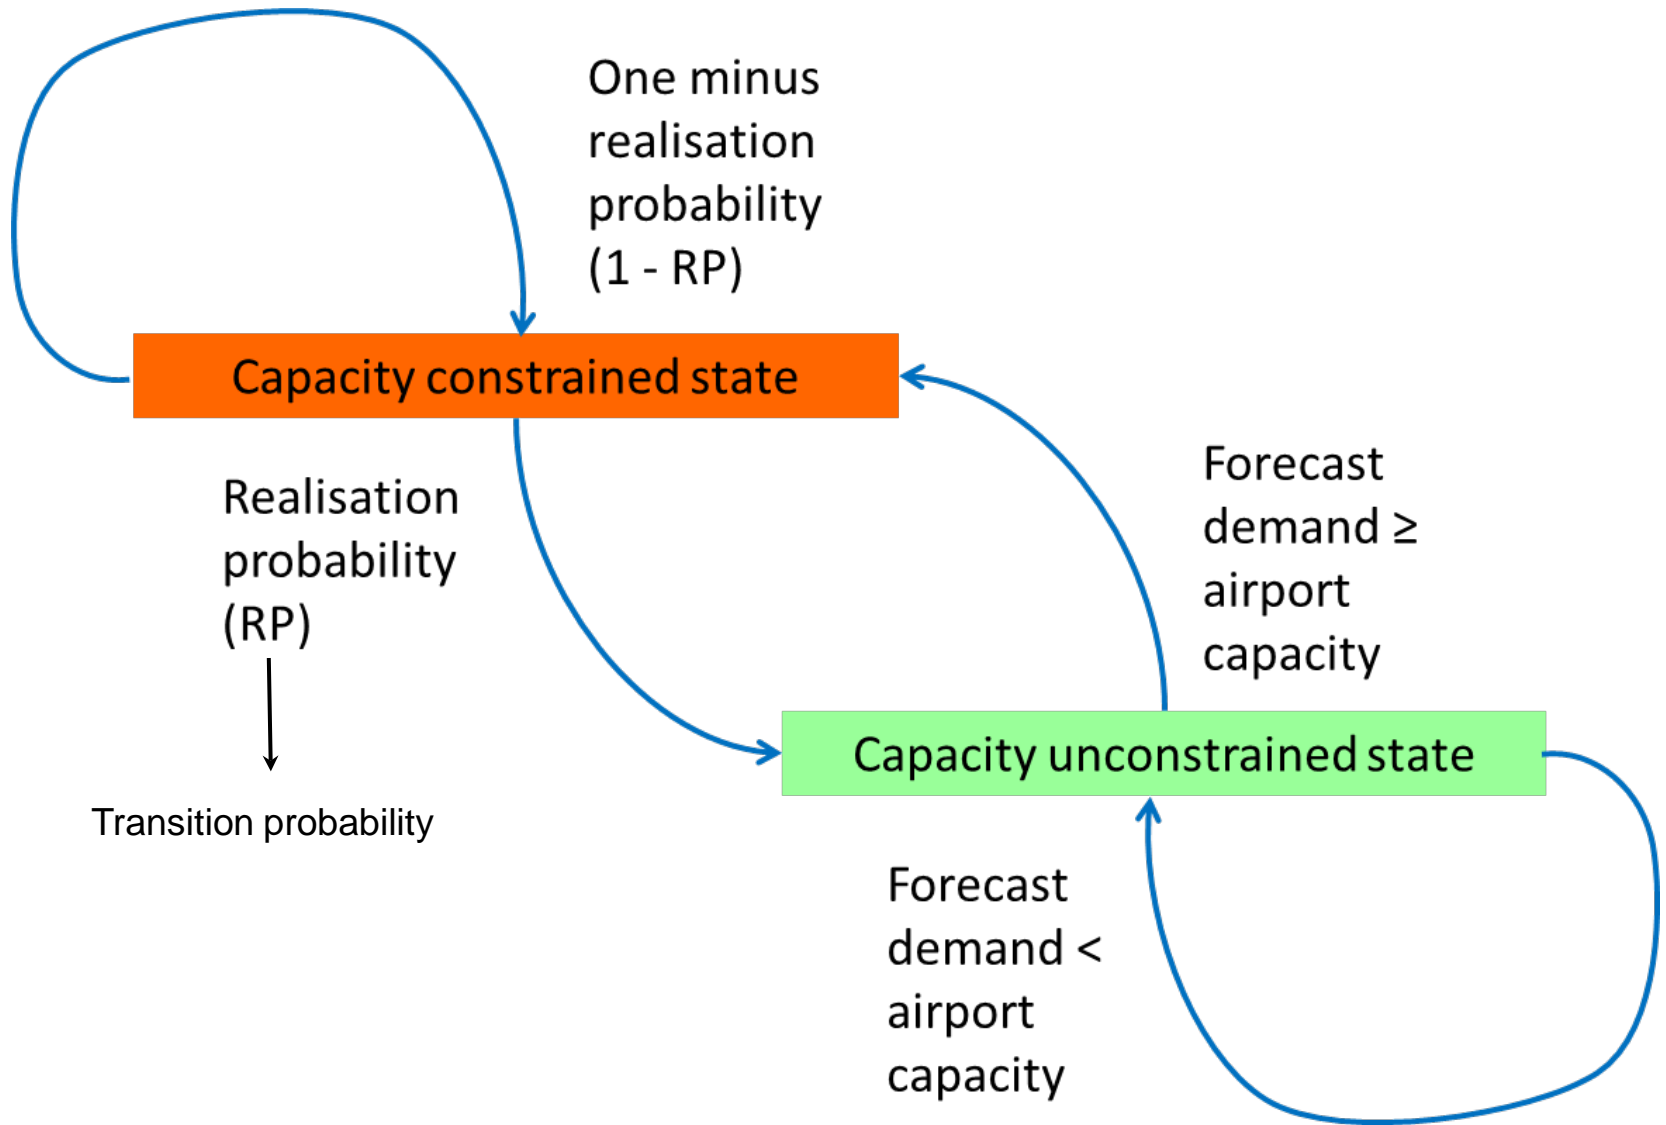 One minus
realisation
probability
(1 - RP)
Capacity constrained state
Realisation
probability
(RP)
Transition probability
Forecast
demand ≥
airport
capacity
Capacity unconstrained state
Forecast
demand <
airport
capacity